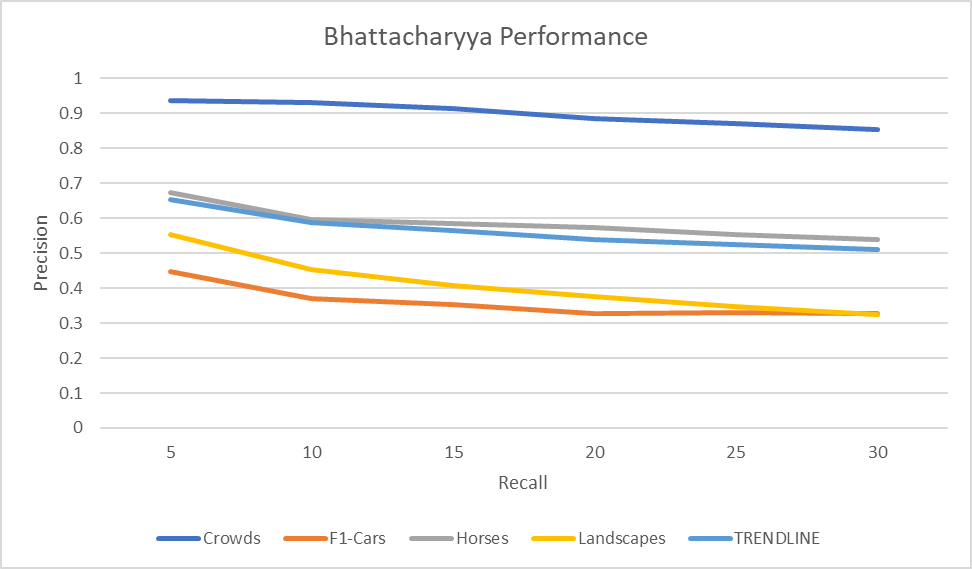 Bhattacharyya Performance
1
0.9
0.8
0.7
0.6
0.5
0.4
0.3
0.2
0.1
0
Precision
5 10 15 20 25 30
Recall
Crowds F1-Cars Horses Landscapes TRENDLINE